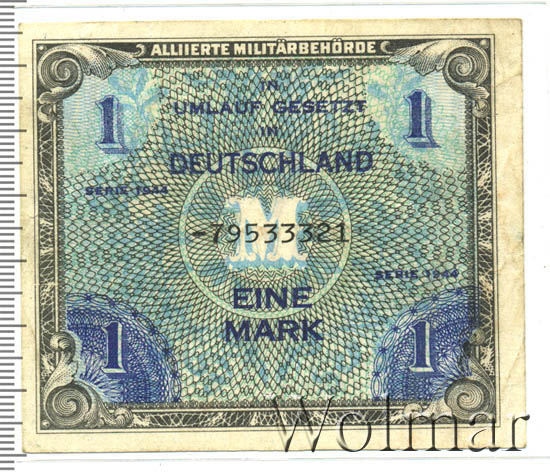 ALLIIERTE MILITÄRBEHÖRDE
1 1
IN
UMLAUF GESETZT
IN
DEUTSCHLAND
SERIE 1944
M
-79533321
SERIE 1944
EINE
MARK
1 1
Wolmar